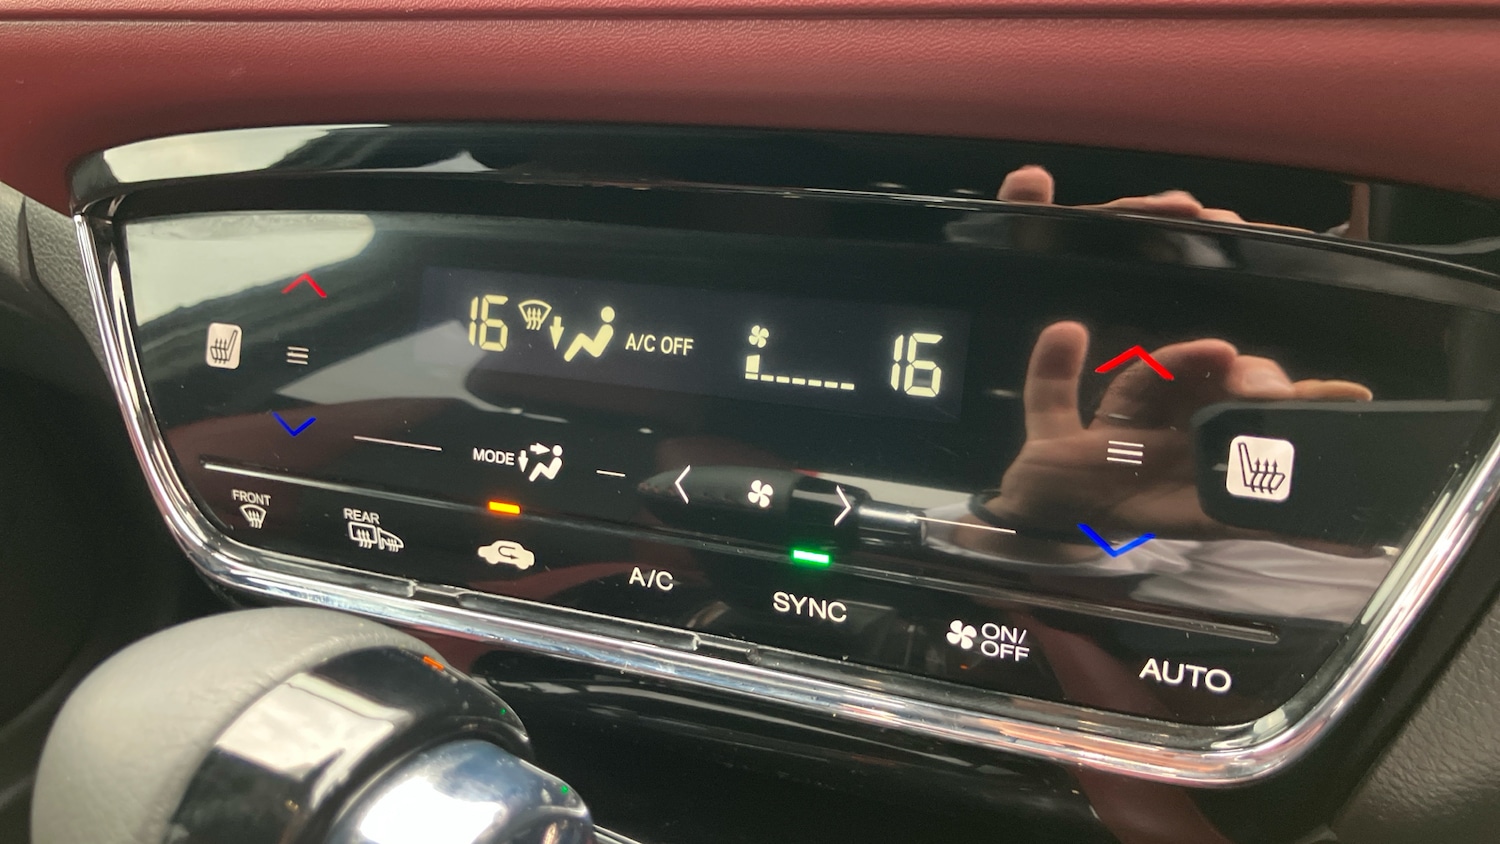 16
A/C OFF
16
MODE
FRONT
REAR
A/C
SYNC
ON/
OFF
AUTO